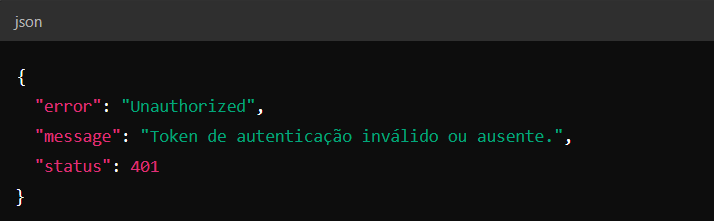 json
{
"error": "Unauthorized",
"message": "Token de autenticação inválido ou ausente.",
"status": 401
}